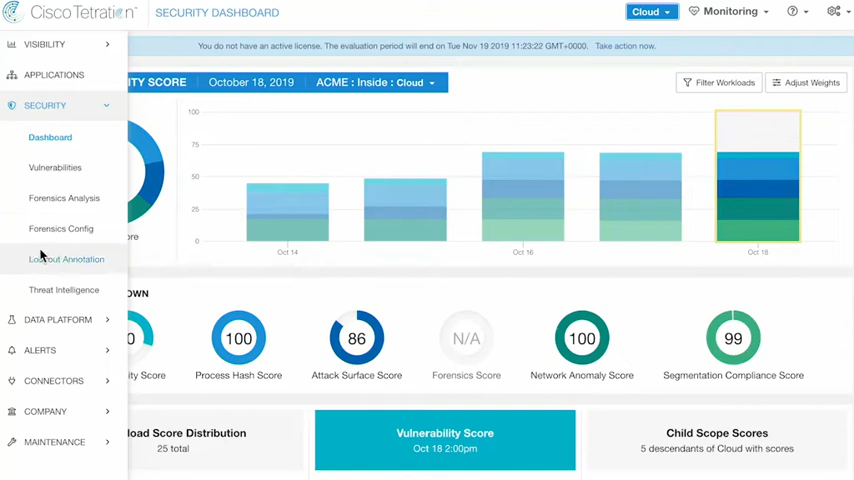 Cisco Tetration™ SECURITY DASHBOARD Cloud Monitoring ?
VISIBILITY
You do not have an active license. The evaluation period will end on Tue Nov 19 2019 11:23:22 GMT+0000. Take action now.
APPLICATIONS
ITY SCORE October 18, 2019 ACME : Inside : Cloud Filter Workloads Adjust Weights
SECURITY
100
Dashboard
75
Vulnerabilities
50
Forensics Analysis
25
Forensics Config
ore
0
Oct 14 Oct 16 Oct 18
Annotation
Threat Intelligence
OWN
DATA PLATFORM
0 100 86 N/A 100 99
ALERTS
ity Score Process Hash Score Attack Surface Score Forensics Score Network Anomaly Score Segmentation Compliance Score
CONNECTORS
COMPANY
load Score Distribution Vulnerability Score Child Scope Scores
MAINTENANCE
25 total Oct 18 2:00pm 5 descendants of Cloud with scores